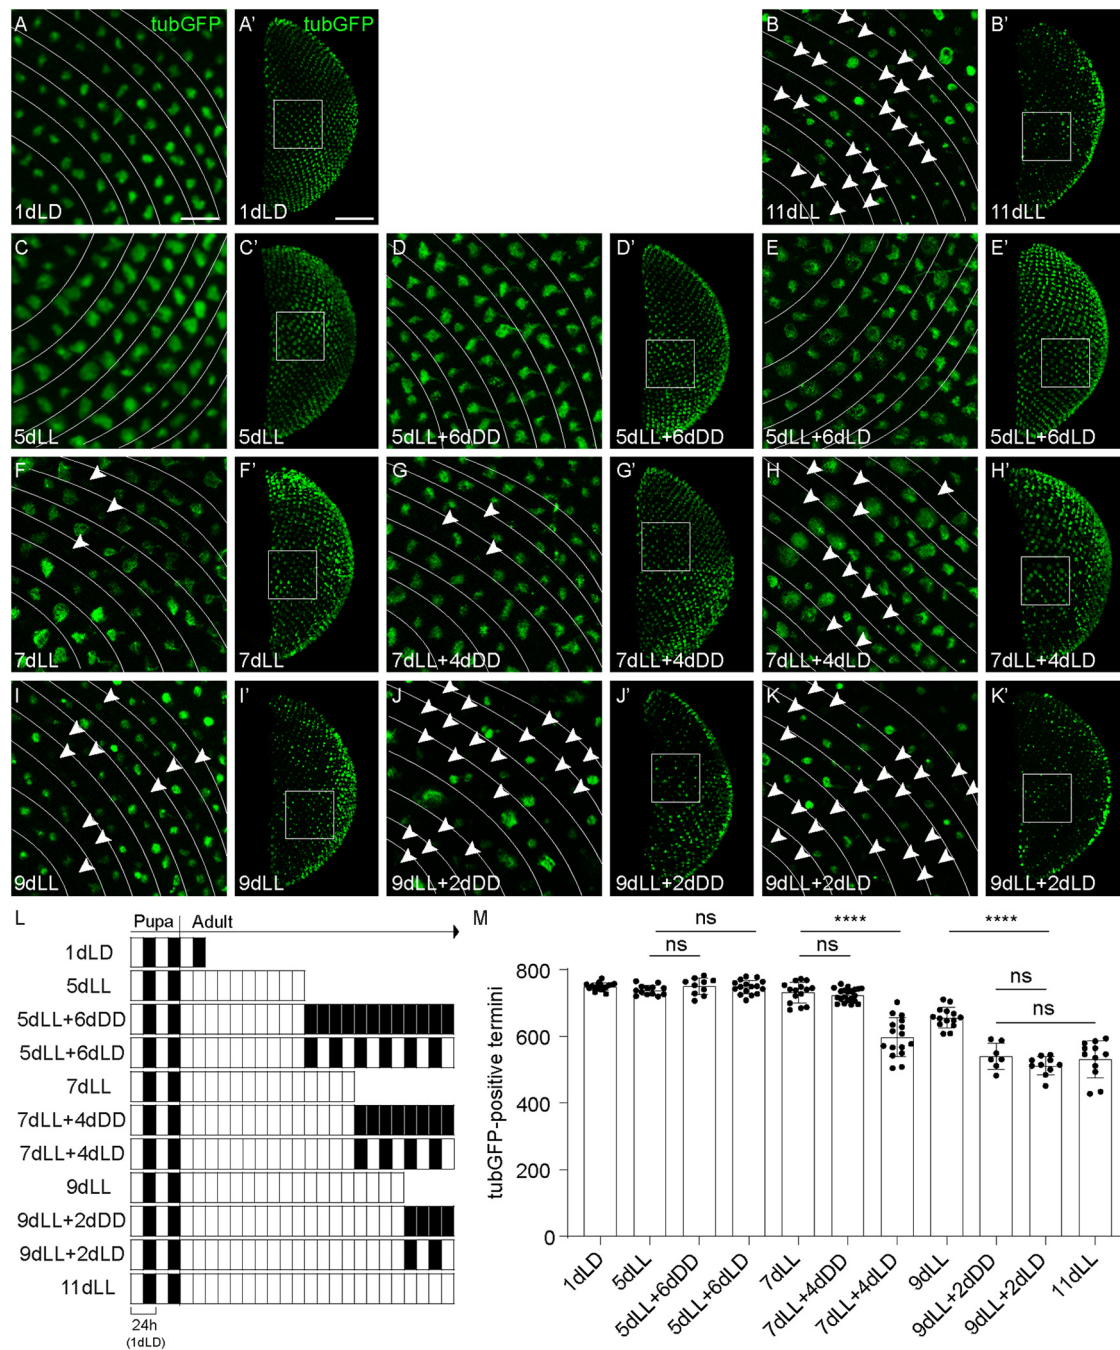 A tubGFP A' tubGFP B B'
1dLD 1dLD 11dLL 11dLL
C C' D D' E E'
5dLL 5dLL 5dLL+6dDD 5dLL+6dDD 5dLL+6dLD 5dLL+6dLD
F F' G G' H H'
7dLL 7dLL 7dLL+4dDD 7dLL+4dDD 7dLL+4dLD 7dLL+4dLD
I I' J J' K K'
9dLL 9dLL 9dLL+2dDD 9dLL+2dDD 9dLL+2dLD 9dLL+2dLD
L
Pupa Adult
1dLD
5dLL
5dLL+6dDD
5dLL+6dLD
7dLL
7dLL+4dDD
7dLL+4dLD
9dLL
9dLL+2dDD
9dLL+2dLD
11dLL
24h
(1dLD)
M
ns **** ****
ns ns ns
ns
tubGFP-positive termini
800
600
400
200
0
1dLD
5dLL
5dLL+6dDD
5dLL+6dLD
7dLL
7dLL+4dDD
7dLL+4dLD
9dLL
9dLL+2dDD
9dLL+2dLD
11dLL